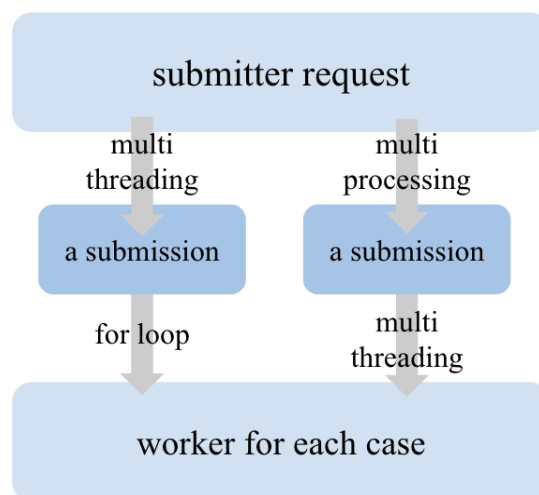 submitter request
multi
threading
multi
processing
a submission
a submission
for loop
multi
threading
worker for each case